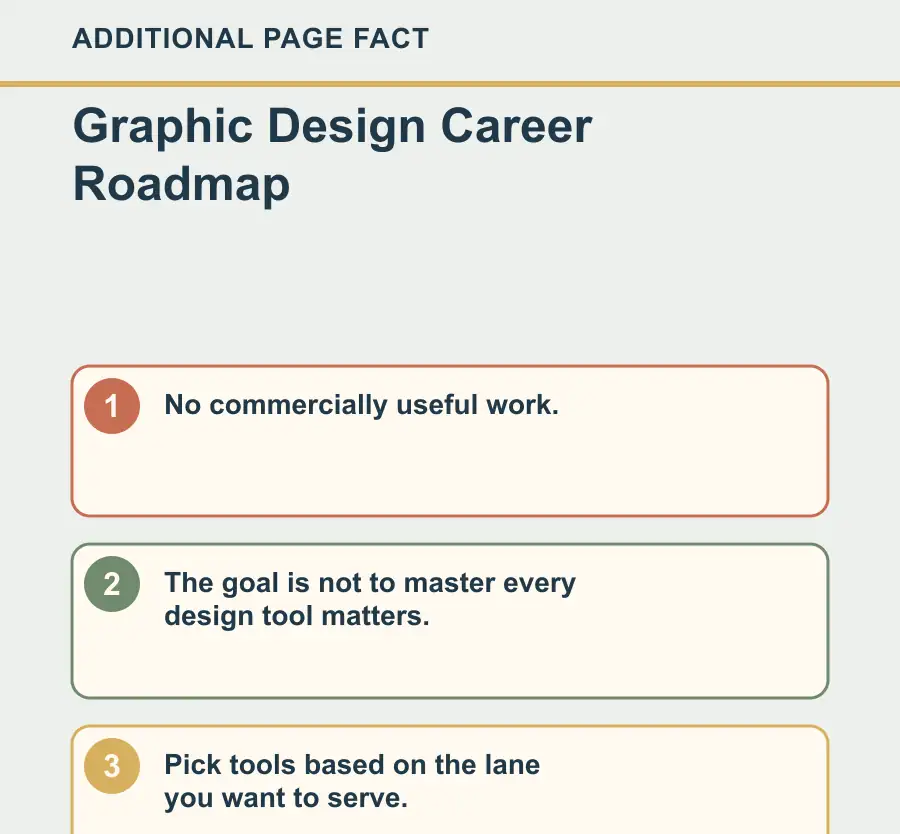 ADDITIONAL PAGE FACT
Graphic Design Career
Roadmap
1
No commercially useful work.
2
The goal is not to master every
design tool matters.
3
Pick tools based on the lane
you want to serve.